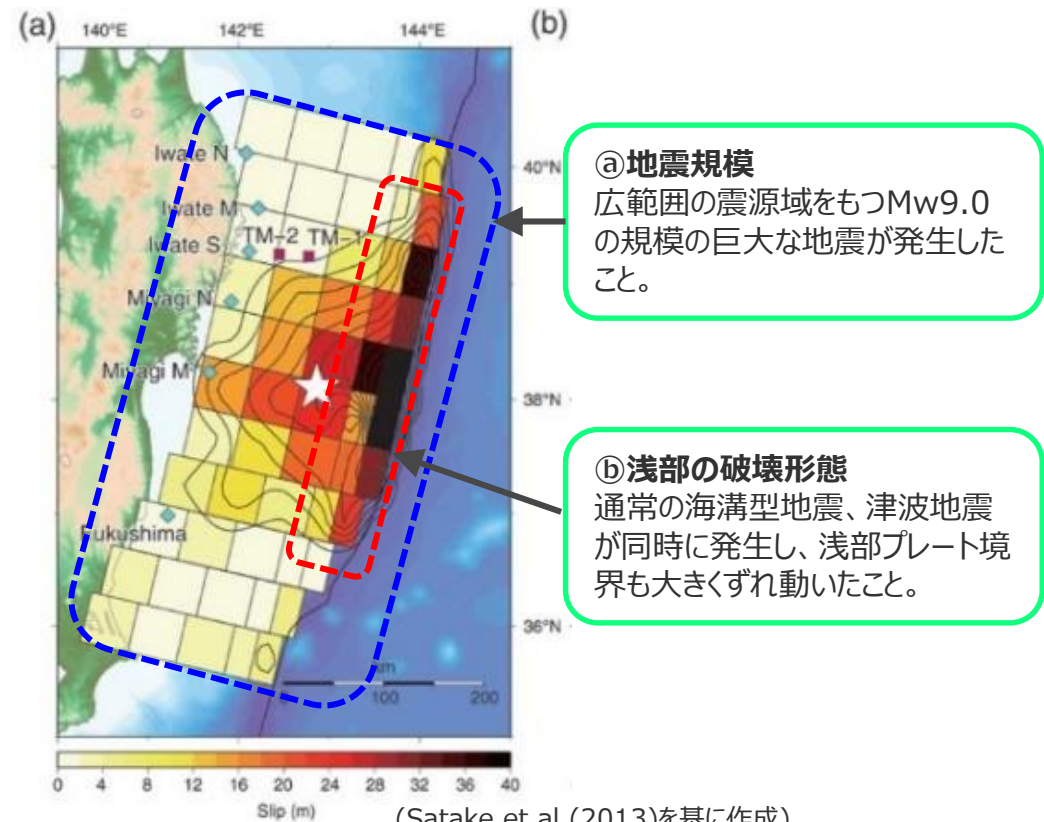 (a)
140°E
142°E
144°E
(b)
Iwate N
40°N
Iwate M
TM-2 TM-1
Iwate S
Miyagi N
Miyagi M
38°N
Fukushima
36°N
km
0 100 200
0 4 8 12 16 20 24 28 32 36 40
Slip (m)
ⓐ地震規模
広範囲の震源域をもつMw9.0
の規模の巨大な地震が発生した
こと。
ⓑ浅部の破壊形態
通常の海溝型地震、津波地震
が同時に発生し、浅部プレート境
界も大きくずれ動いたこと。
(Satake et al.(2013)を基に作成)